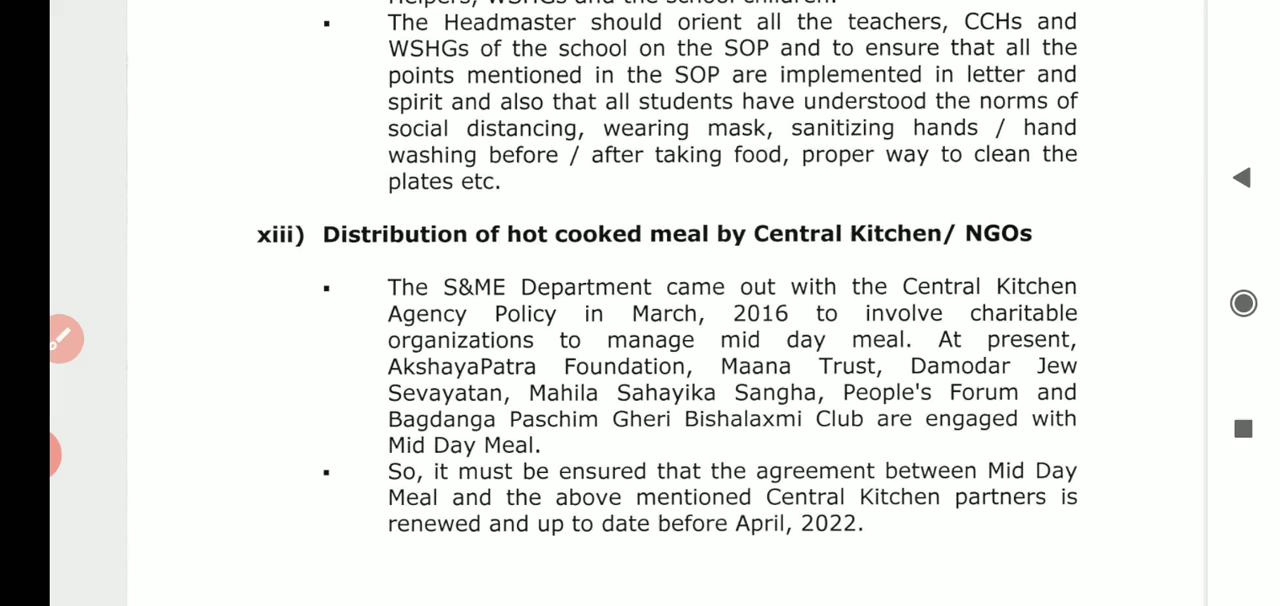 Helpers, WSHGs and the school children.
▪ The Headmaster should orient all the teachers, CCHs and
WSHGs of the school on the SOP and to ensure that all the
points mentioned in the SOP are implemented in letter and
spirit and also that all students have understood the norms of
social distancing, wearing mask, sanitizing hands / hand
washing before / after taking food, proper way to clean the
plates etc.
xiii) Distribution of hot cooked meal by Central Kitchen/ NGOs
▪ The S&ME Department came out with the Central Kitchen
Agency Policy in March, 2016 to involve charitable
organizations to manage mid day meal. At present,
AkshayaPatra Foundation, Maana Trust, Damodar Jew
Sevayatan, Mahila Sahayika Sangha, People's Forum and
Bagdanga Paschim Gheri Bishalaxmi Club are engaged with
Mid Day Meal.
▪ So, it must be ensured that the agreement between Mid Day
Meal and the above mentioned Central Kitchen partners is
renewed and up to date before April, 2022.